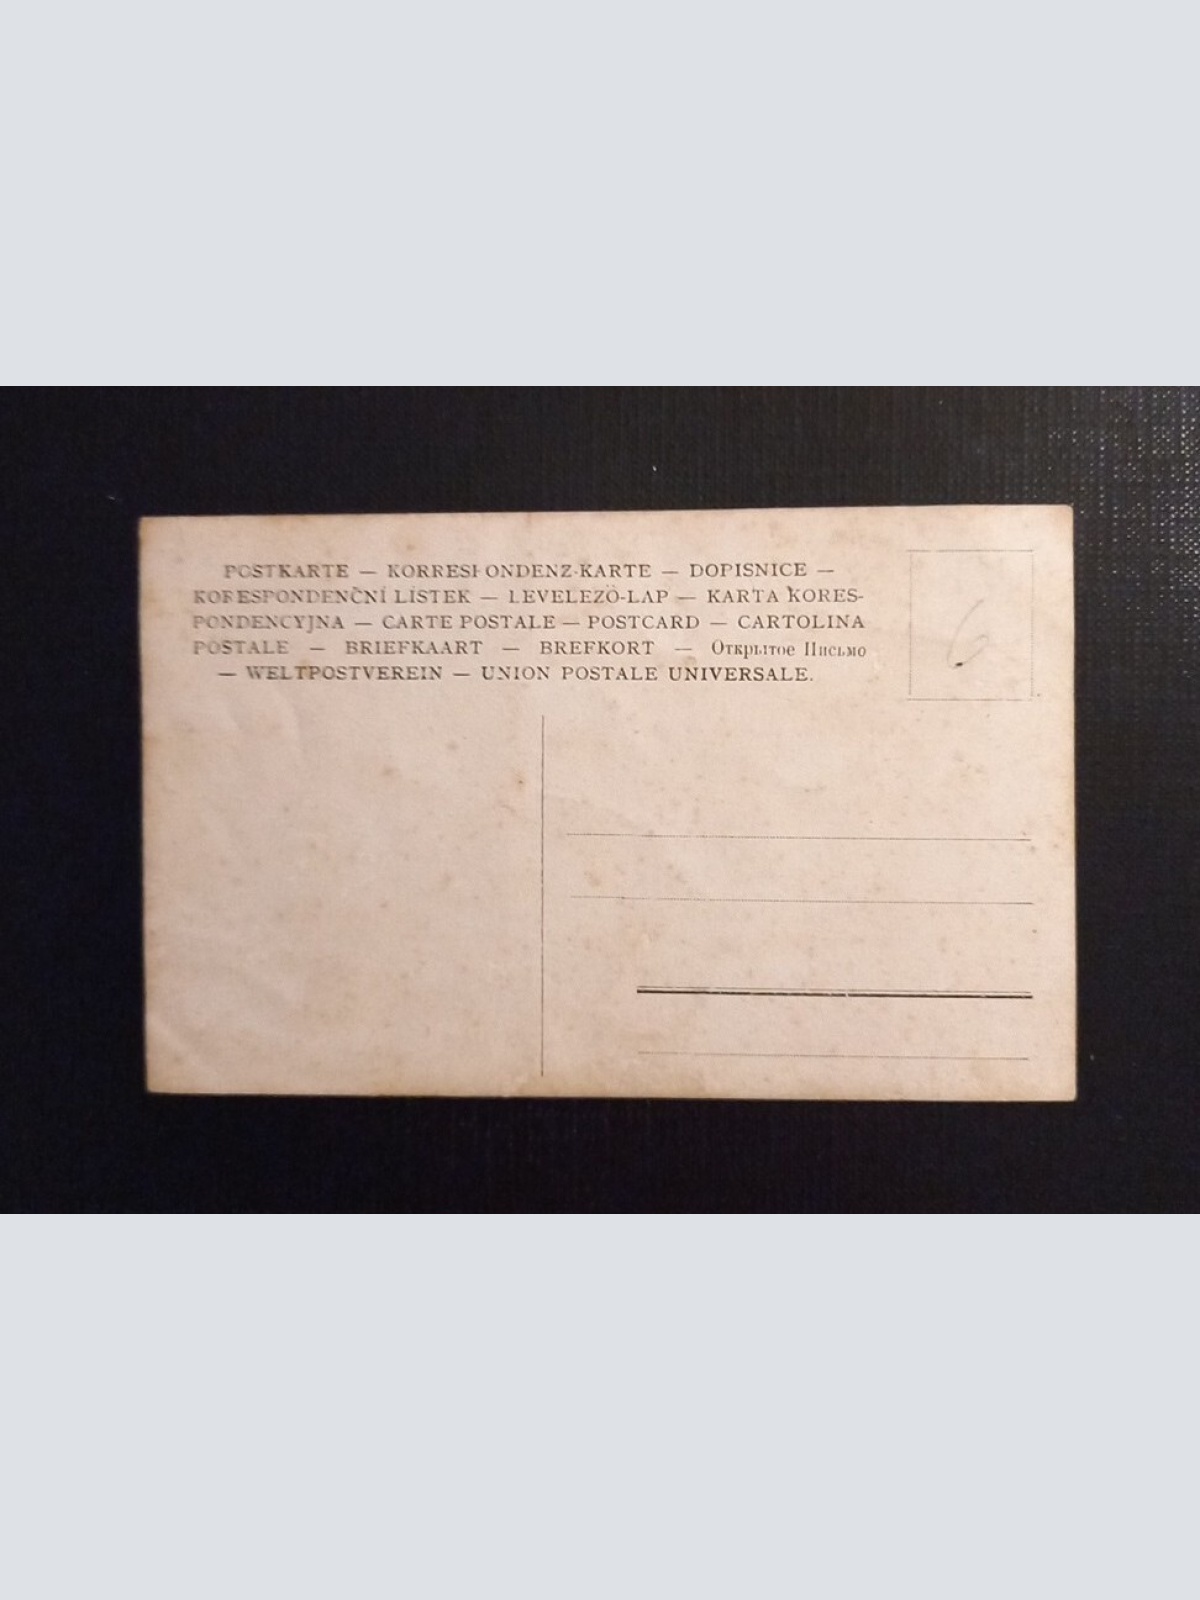 POSTKARTE — KORRESPONDENZ-KARTE — DOPISNICE —
KORESPONDENČNÍ LÍSTEK — LEVELEZÖ-LAP — KARTA KORES-
PONDENCYJNA — CARTE POSTALE — POSTCARD — CARTOLINA
POSTALE — BRIEFKAART — BREFKORT — Открытое Письмо
— WELTPOSTVEREIN — UNION POSTALE UNIVERSALE.
6